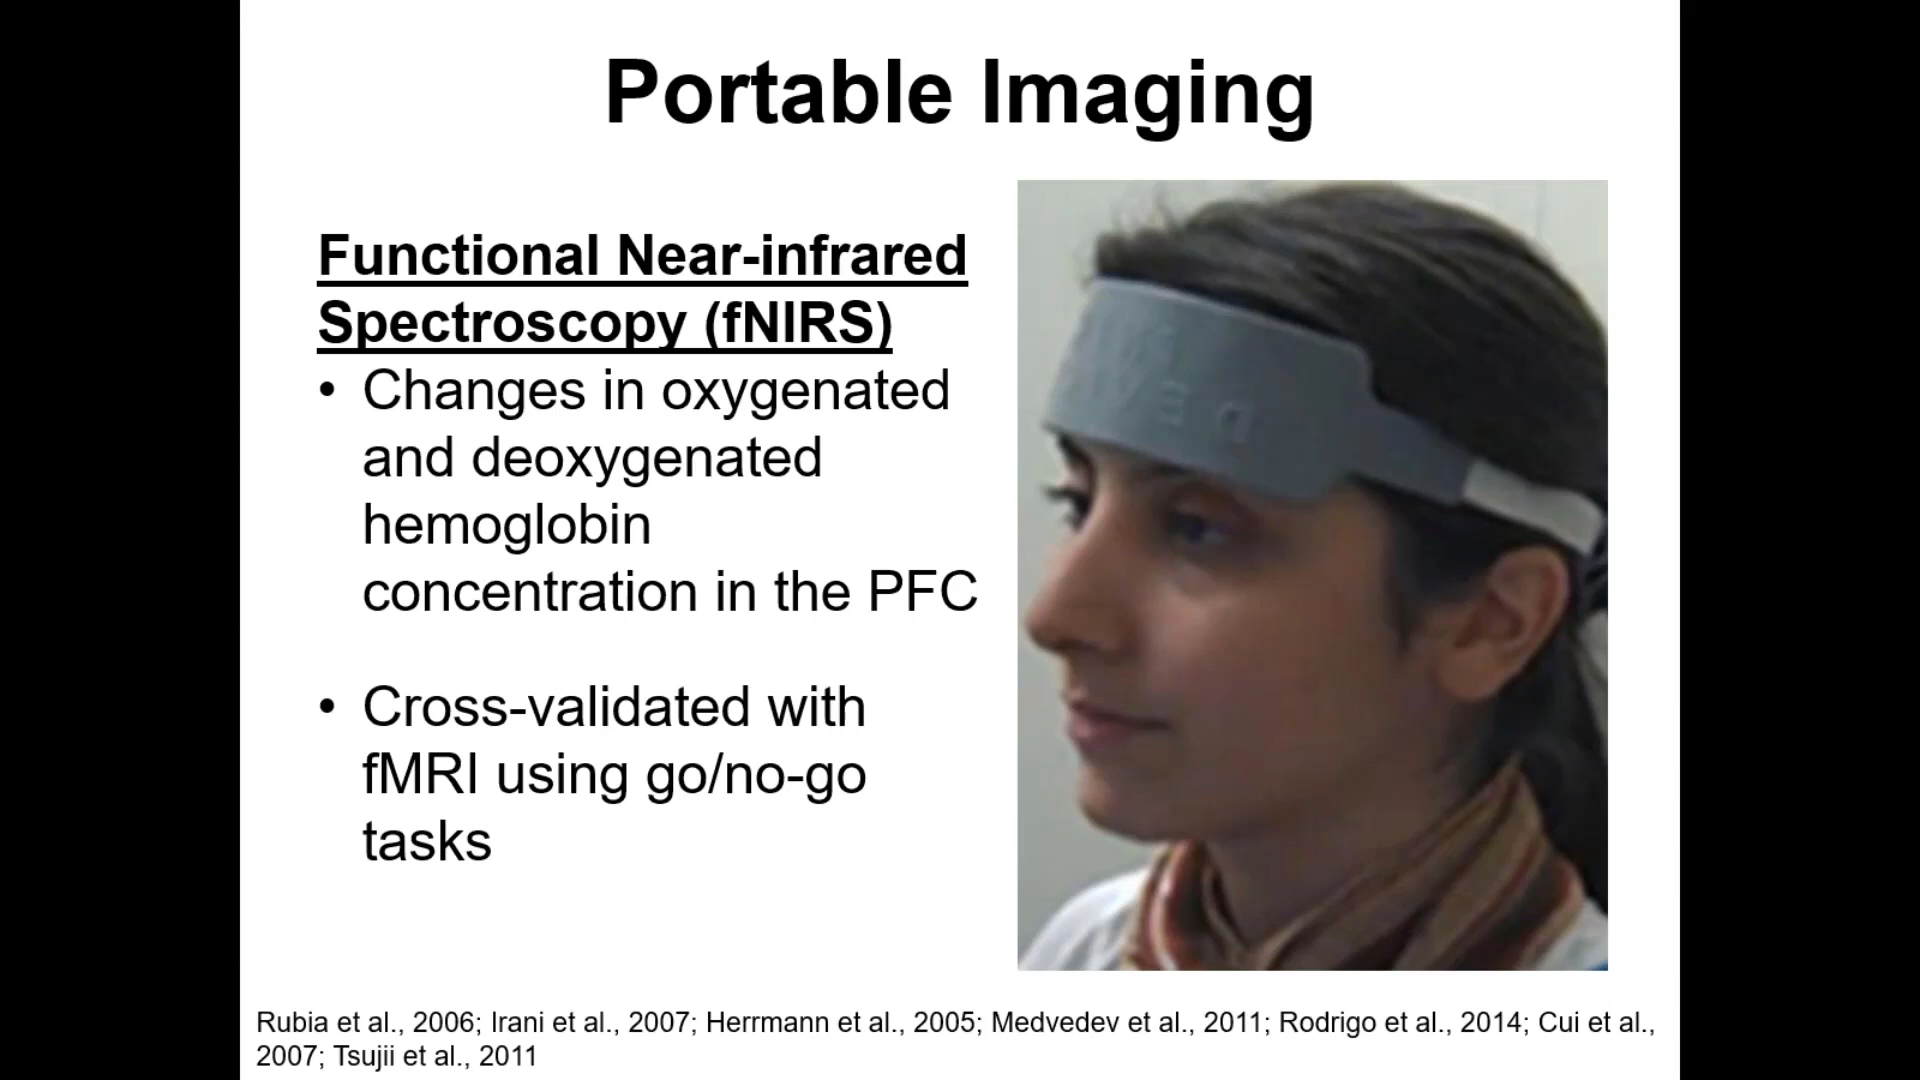 Portable Imaging
Functional Near-infrared
Spectroscopy (fNIRS)
• Changes in oxygenated
and deoxygenated
hemoglobin
concentration in the PFC
• Cross-validated with
fMRI using go/no-go
tasks
Rubia et al., 2006; Irani et al., 2007; Herrmann et al., 2005; Medvedev et al., 2011; Rodrigo et al., 2014; Cui et al.,
2007; Tsujii et al., 2011